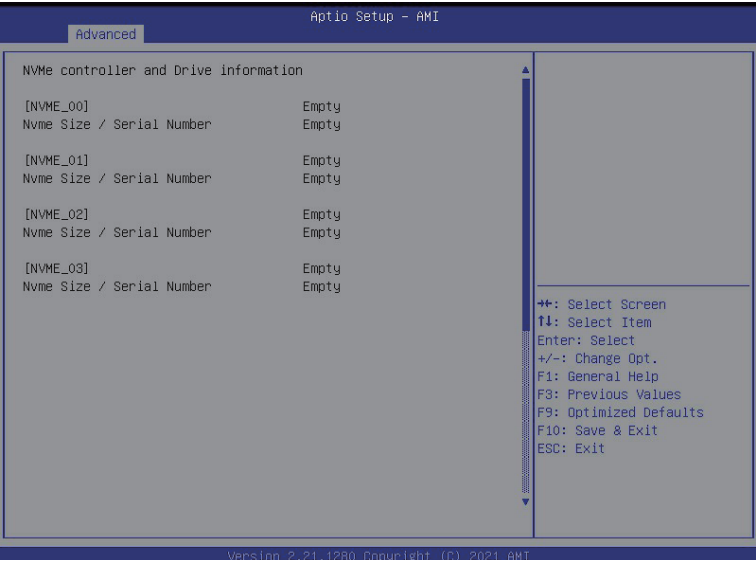 Aptio Setup - AMI
Advanced
NVMe controller and Drive information
[NVME_00] Empty
Nvme Size / Serial Number Empty
[NVME_01] Empty
Nvme Size / Serial Number Empty
[NVME_02] Empty
Nvme Size / Serial Number Empty
[NVME_03] Empty
Nvme Size / Serial Number Empty
→←: Select Screen
↑↓: Select Item
Enter: Select
+/-: Change Opt.
F1: General Help
F3: Previous Values
F9: Optimized Defaults
F10: Save & Exit
ESC: Exit
Version 2.21.1280 Copyright (C) 2021 AMI